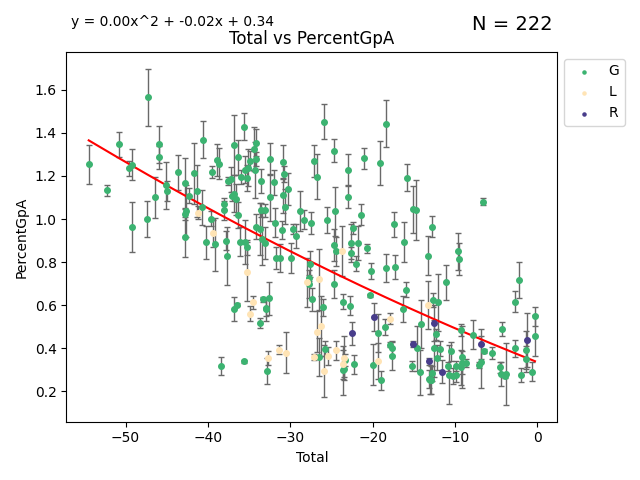 y = 0.00x^2 + -0.02x + 0.34
N = 222
Total vs PercentGpA
G
L
R
PercentGpA
1.6
1.4
1.2
1.0
0.8
0.6
0.4
0.2
−50
−40
−30
−20
−10
0
Total